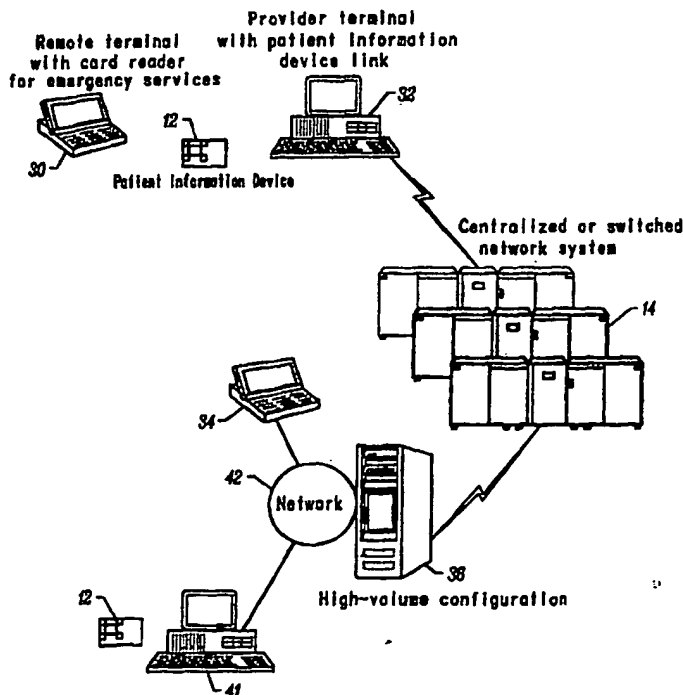 Provider terminal
with patient information
device link
Remote terminal
with card reader
for emergency services
32
12
30
Patient Information Device
Centralized or switched
network system
14
34
42
Network
36
High-volume configuration
12
41